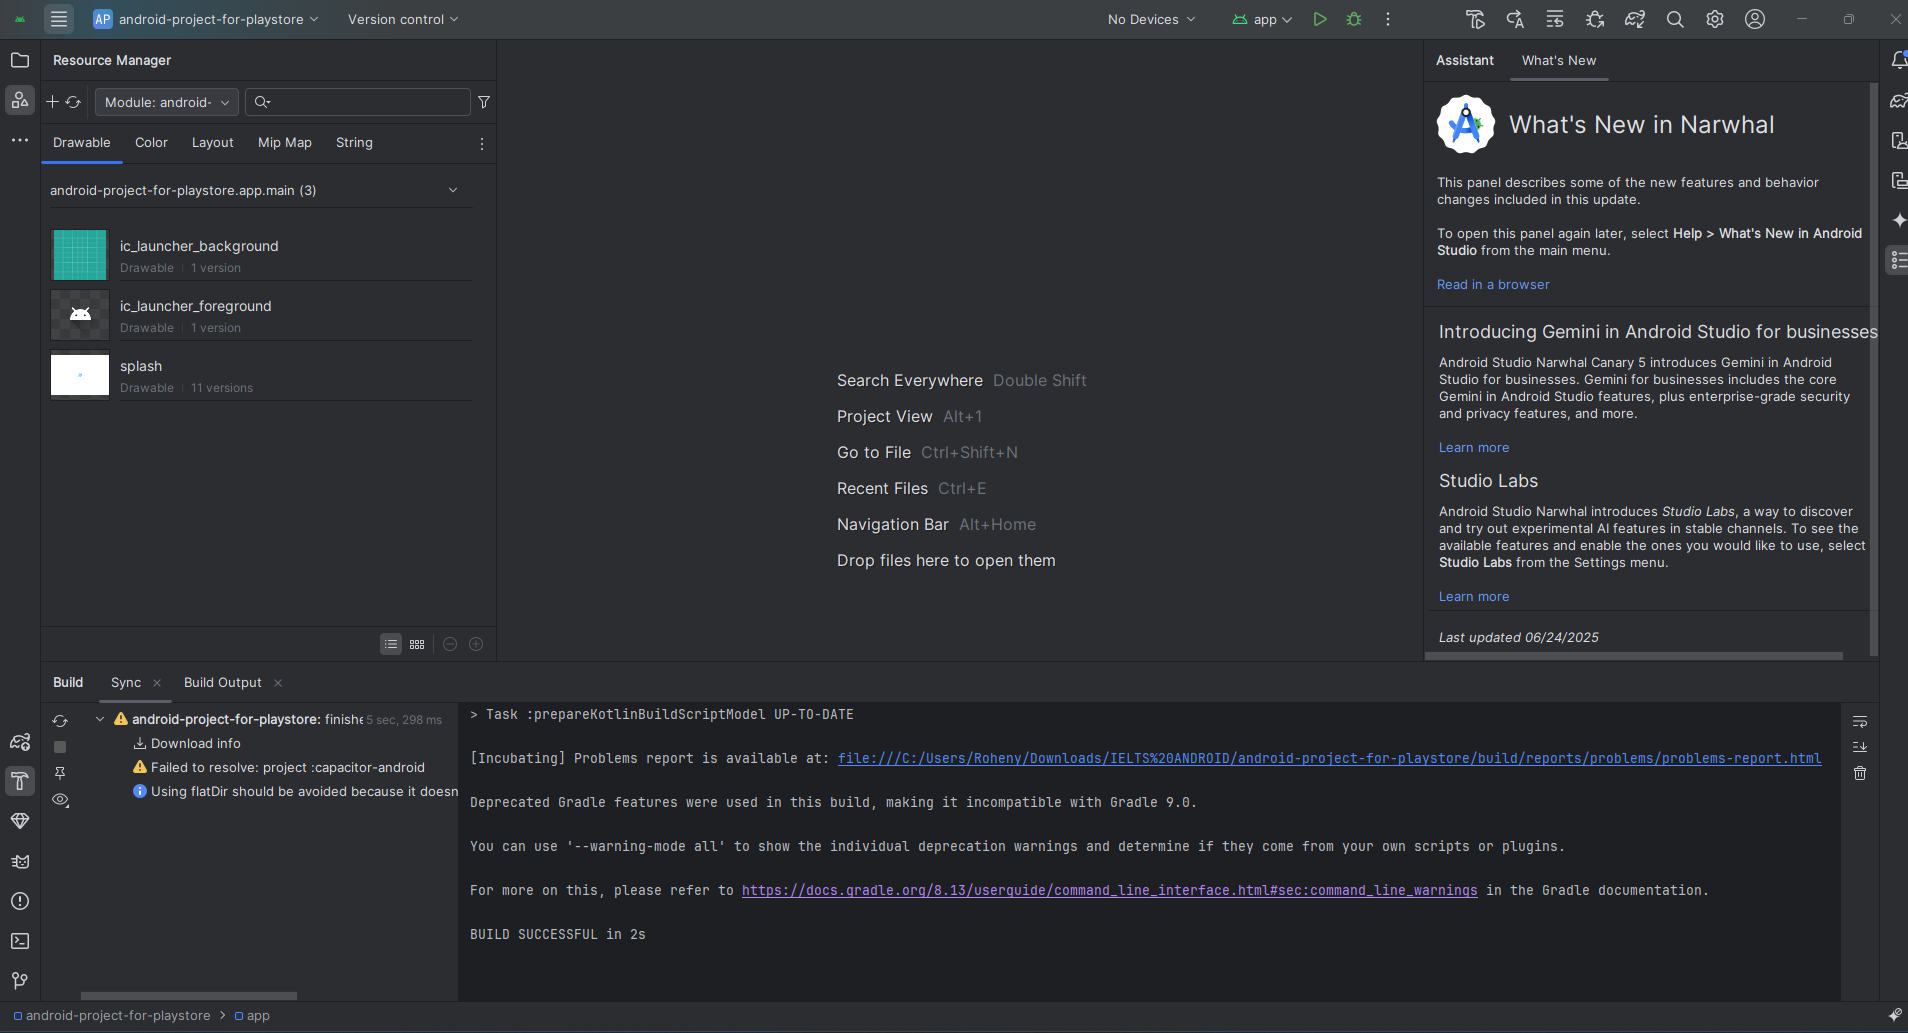 AP android-project-for-playstore Version control No Devices app
Resource Manager
Module: android-
Drawable Color Layout Mip Map String
android-project-for-playstore.app.main (3)
ic_launcher_background
Drawable 1 version
ic_launcher_foreground
Drawable 1 version
splash
Drawable 11 versions
Search Everywhere Double Shift
Project View Alt+1
Go to File Ctrl+Shift+N
Recent Files Ctrl+E
Navigation Bar Alt+Home
Drop files here to open them
Assistant What's New
What's New in Narwhal
This panel describes some of the new features and behavior
changes included in this update.
To open this panel again later, select Help > What's New in Android
Studio from the main menu.
Read in a browser
Introducing Gemini in Android Studio for businesses
Android Studio Narwhal Canary 5 introduces Gemini in Android
Studio for businesses. Gemini for businesses includes the core
Gemini in Android Studio features, plus enterprise-grade security
and privacy features, and more.
Learn more
Studio Labs
Android Studio Narwhal introduces Studio Labs, a way to discover
and try out experimental AI features in stable channels. To see the
available features and enable the ones you would like to use, select
Studio Labs from the Settings menu.
Learn more
Last updated 06/24/2025
Build Sync Build Output
android-project-for-playstore: finishe 5 sec, 298 ms
Download info
Failed to resolve: project :capacitor-android
Using flatDir should be avoided because it doesn
> Task :prepareKotlinBuildScriptModel UP-TO-DATE
[Incubating] Problems report is available at: file:///C:/Users/Roheny/Downloads/IELTS%20ANDROID/android-project-for-playstore/build/reports/problems/problems-report.html
Deprecated Gradle features were used in this build, making it incompatible with Gradle 9.0.
You can use '--warning-mode all' to show the individual deprecation warnings and determine if they come from your own scripts or plugins.
For more on this, please refer to https://docs.gradle.org/8.13/userguide/command_line_interface.html#sec:command_line_warnings in the Gradle documentation.
BUILD SUCCESSFUL in 2s
android-project-for-playstore > app